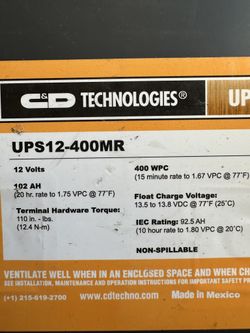 C&D TECHNOLOGIES®
UPS12-400MR
12 Volts
102 AH
(20 hr. rate to 1.75 VPC @ 77°F)
Terminal Hardware Torque:
110 in. - lbs.
(12.4 N-m)
400 WPC
(15 minute rate to 1.67 VPC @ 77°F)
Float Charge Voltage:
13.5 to 13.8 VDC @ 77°F (25°C)
IEC Rating: 92.5 AH
(10 hour rate to 1.80 VPC @ 20°C)
NON-SPILLABLE
VENTILATE WELL WHEN IN AN ENCLOSED SPACE AND WHEN
SEE INSTALLATION, MAINTENANCE AND OPERATION INSTRUCTIONS FOR IMPORTANT SAFETY
(+1) 215-619-2700 www.cdtechno.com Made in Mexico